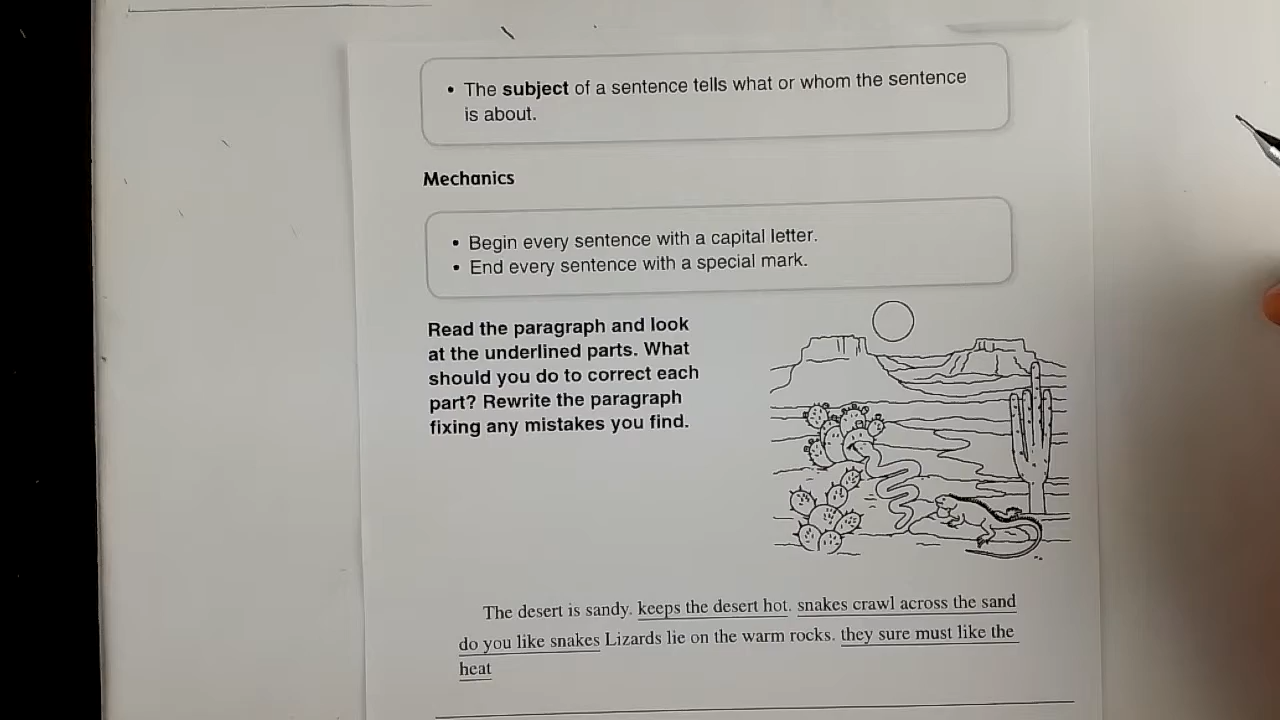 • The subject of a sentence tells what or whom the sentence
is about.
Mechanics
• Begin every sentence with a capital letter.
• End every sentence with a special mark.
Read the paragraph and look
at the underlined parts. What
should you do to correct each
part? Rewrite the paragraph
fixing any mistakes you find.
The desert is sandy. keeps the desert hot. snakes crawl across the sand
do you like snakes Lizards lie on the warm rocks. they sure must like the
heat